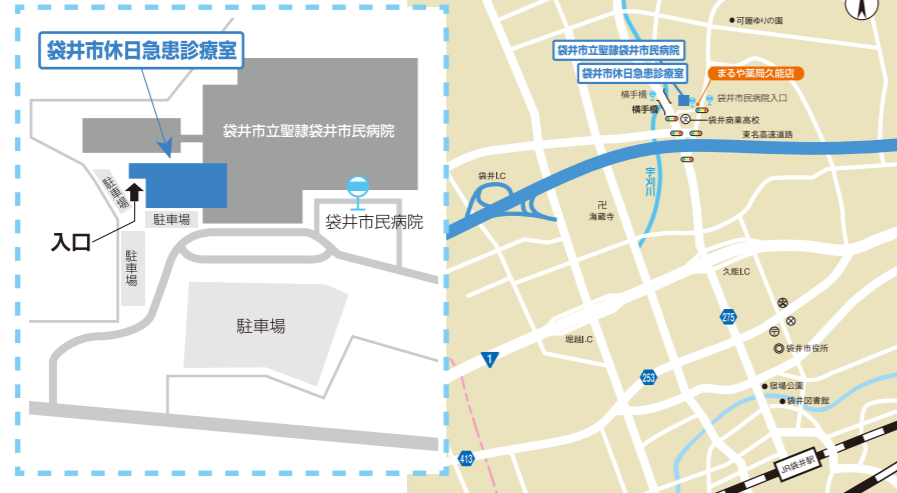 袋井市休日急患診療室
袋井市立聖隷袋井市民病院
駐車場
駐車場
入口
駐車場
袋井市民病院
駐車場
可睡ゆりの園
袋井市立聖隷袋井市民病院
袋井市休日急患診療室
まるや薬局久能店
横手橋
袋井市民病院入口
横手橋
文
袋井商業高校
東名高速道路
袋井I.C
宇刈川
卍
海蔵寺
久能I.C
275
堀越I.C
〒
袋井市役所
1
253
宿場公園
袋井図書館
413
JR袋井駅